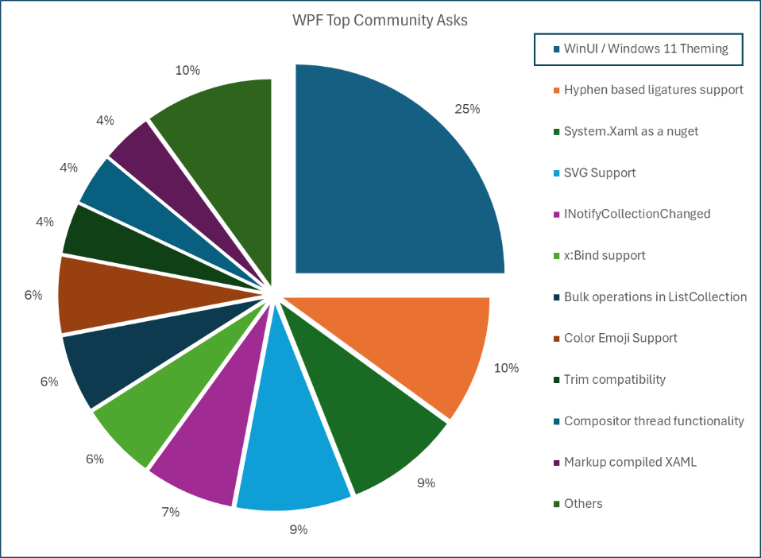 WPF Top Community Asks
WinUI / Windows 11 Theming
Hyphen based ligatures support
System.Xaml as a nuget
SVG Support
INotifyCollectionChanged
x:Bind support
Bulk operations in ListCollection
Color Emoji Support
Trim compatibility
Compositor thread functionality
Markup compiled XAML
Others
25%
10%
9%
9%
7%
6%
6%
6%
4%
4%
4%
10%